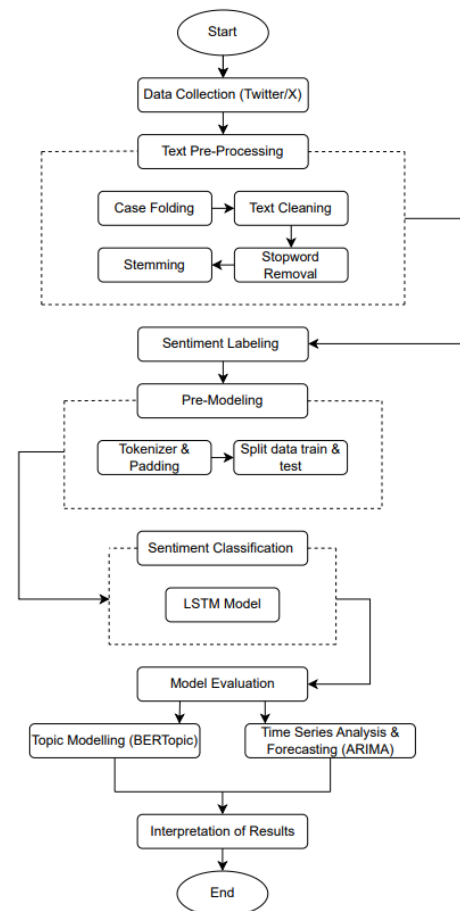 Start
Data Collection (Twitter/X)
Text Pre-Processing
Case Folding
Text Cleaning
Stopword
Removal
Stemming
Sentiment Labeling
Pre-Modeling
Tokenizer &
Padding
Split data train &
test
Sentiment Classification
LSTM Model
Model Evaluation
Topic Modelling (BERTopic)
Time Series Analysis &
Forecasting (ARIMA)
Interpretation of Results
End